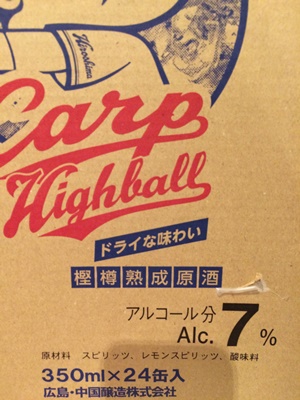 Hiroshima
Carp
Highball
ドライな味わい
樫樽熟成原酒
アルコール分
Alc. 7%
原材料 スピリッツ、レモンスピリッツ、酸味料
350ml×24缶入
広島・中国醸造株式会社